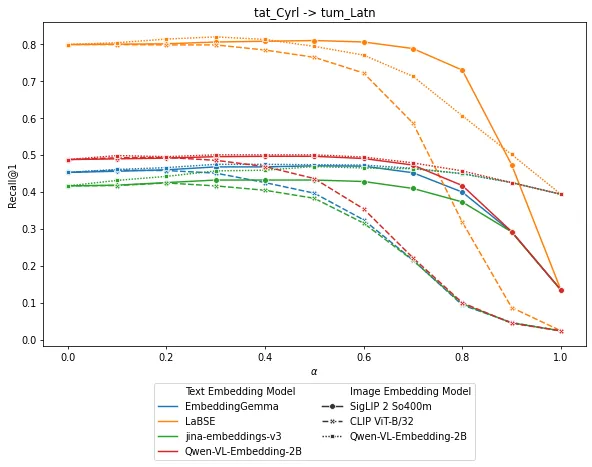 tat_Cyrl -> tum_Latn
Recall@1
0.8
0.7
0.6
0.5
0.4
0.3
0.2
0.1
0.0
0.0 0.2 0.4 0.6 0.8 1.0
α
Text Embedding Model
EmbeddingGemma
LaBSE
jina-embeddings-v3
Qwen-VL-Embedding-2B
Image Embedding Model
SigLIP 2 So400m
CLIP ViT-B/32
Qwen-VL-Embedding-2B